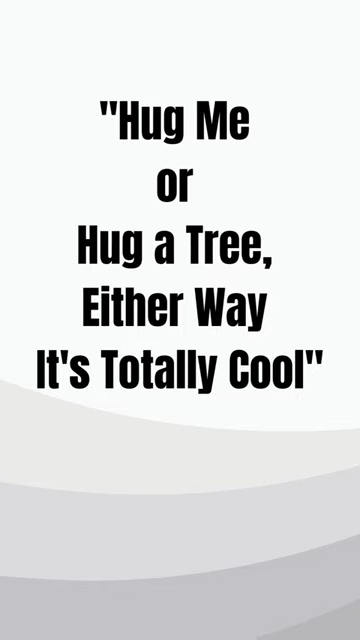 "Hug Me
or
Hug a Tree,
Either Way
It's Totally Cool"